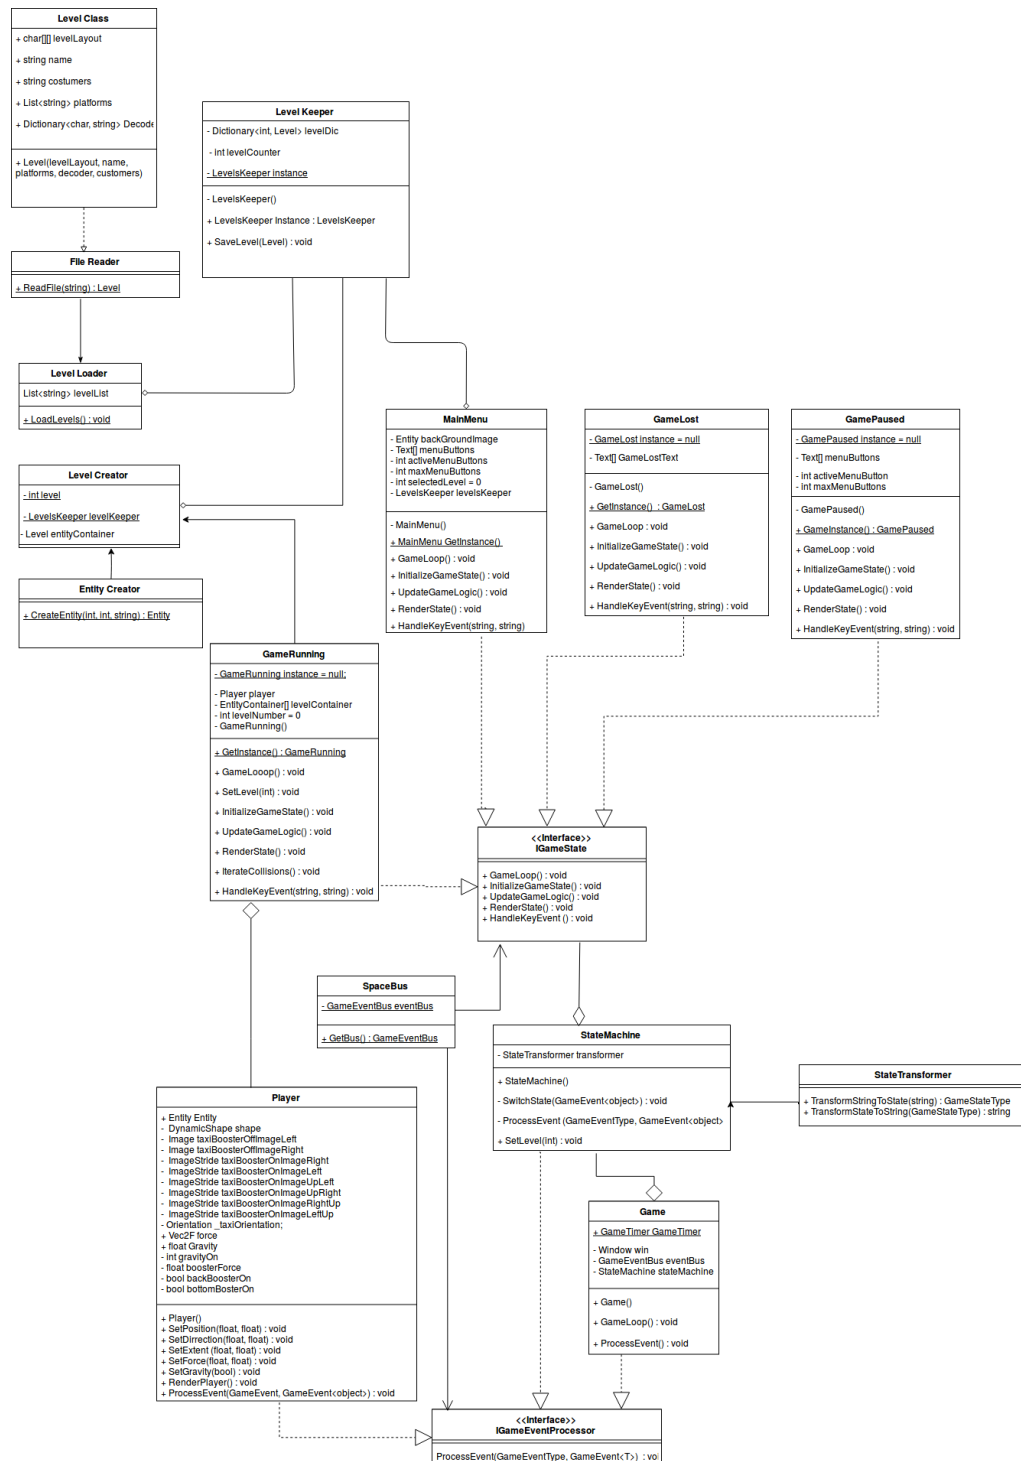 Level Class
+ char[][] levelLayout
+ string name
+ string costumers
+ List<string> platforms
+ Dictionary<char, string> Decode
+ Level(levelLayout, name,
platforms, decoder, customers)
Level Keeper
- Dictionary<int, Level> levelDic
- int levelCounter
- LevelsKeeper instance
- LevelsKeeper()
+ LevelsKeeper Instance : LevelsKeeper
+ SaveLevel(Level) : void
File Reader
+ ReadFile(string) : Level
Level Loader
List<string> levelList
+ LoadLevels() : void
Level Creator
- int level
- LevelsKeeper levelKeeper
- Level entityContainer
Entity Creator
+ CreateEntity(int, int, string) : Entity
MainMenu
- Entity backGroundImage
- Text[] menuButtons
- int activeMenuButtons
- int maxMenuButtons
- int selectedLevel = 0
- LevelsKeeper levelsKeeper
- MainMenu()
+ MainMenu GetInstance()
+ GameLoop() : void
+ InitializeGameState() : void
+ UpdateGameLogic() : void
+ RenderState() : void
+ HandleKeyEvent(string, string)
GameLost
- GameLost instance = null
- Text[] GameLostText
- GameLost()
+ GetInstance() : GameLost
+ GameLoop : void
+ InitializeGameState() : void
+ UpdateGameLogic() : void
+ RenderState() : void
+ HandleKeyEvent(string, string) : void
GamePaused
- GamePaused instance = null
- Text[] menuButtons
- int activeMenuButton
- int maxMenuButtons
- GamePaused()
+ GameInstance() : GamePaused
+ GameLoop : void
+ InitializeGameState() : void
+ UpdateGameLogic() : void
+ RenderState() : void
+ HandleKeyEvent(string, string) : void
GameRunning
- GameRunning instance = null;
- Player player
- EntityContainer[] levelContainer
- int levelNumber = 0
- GameRunning()
+ GetInstance() : GameRunning
+ GameLooop() : void
+ SetLevel(int) : void
+ InitializeGameState() : void
+ UpdateGameLogic() : void
+ RenderState() : void
+ IterateCollisions() : void
+ HandleKeyEvent(string, string) : void
<<Interface>>
IGameState
+ GameLoop() : void
+ InitializeGameState() : void
+ UpdateGameLogic() : void
+ RenderState() : void
+ HandleKeyEvent () : void
SpaceBus
- GameEventBus eventBus
+ GetBus() : GameEventBus
StateMachine
- StateTransformer transformer
+ StateMachine()
- SwitchState(GameEvent<object>) : void
- ProcessEvent (GameEventType, GameEvent<object>
+ SetLevel(int) : void
StateTransformer
+ TransformStringToState(string) : GameStateType
+ TransformStateToString(GameStateType) : string
Player
+ Entity Entity
- DynamicShape shape
- Image taxiBoosterOffImageLeft
- Image taxiBoosterOffImageRight
- ImageStride taxiBoosterOnImageRight
- ImageStride taxiBoosterOnImageLeft
- ImageStride taxiBoosterOnImageUpLeft
- ImageStride taxiBoosterOnImageUpRight
- ImageStride taxiBoosterOnImageRightUp
- ImageStride taxiBoosterOnImageLeftUp
- Orientation _taxiOrientation;
+ Vec2F force
+ float Gravity
- int gravityOn
- float boosterForce
- bool backBoosterOn
- bool bottomBosterOn
+ Player()
+ SetPosition(float, float) : void
+ SetDirrection(float, float) : void
+ SetExtent (float, float) : void
+ SetForce(float, float) : void
+ SetGravity(bool) : void
+ RenderPlayer() : void
+ ProcessEvent(GameEvent, GameEvent<object>) : void
Game
+ GameTimer GameTimer
- Window win
- GameEventBus eventBus
- StateMachine stateMachine
+ Game()
+ GameLoop() : void
+ ProcessEvent() : void
<<Interface>>
IGameEventProcessor
ProcessEvent(GameEventType, GameEvent<T>) : voi